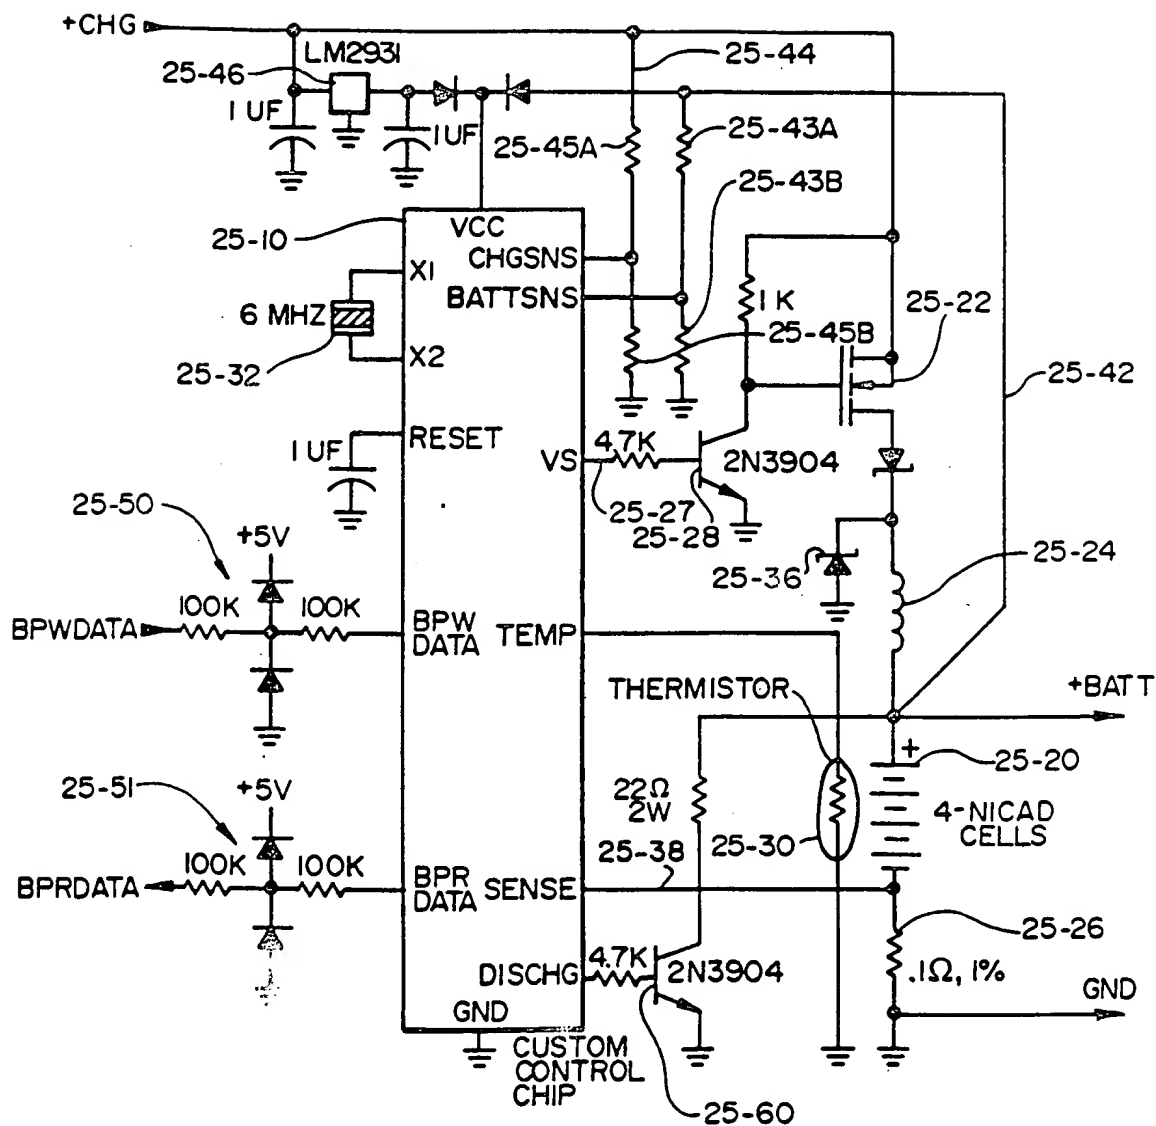 +CHG
LM2931
25-46
25-44
1 UF
1UF
25-45A
25-43A
25-43B
25-10
VCC
CHGSNS
X1
BATTSNS
6 MHZ
1 K
25-22
25-45B
X2
25-32
25-42
RESET
4.7K
1 UF
VS
2N3904
25-50
25-27
25-28
+5V
25-36
25-24
100K
100K
BPWDATA
BPW
DATA
TEMP
THERMISTOR
+BATT
+
25-20
25-51
+5V
22Ω
2W
4-NICAD
CELLS
25-38
25-30
100K
100K
BPRDATA
BPR
DATA
SENSE
25-26
4.7K
2N3904
.1Ω, 1%
DISCHG
GND
GND
CUSTOM
CONTROL
CHIP
25-60